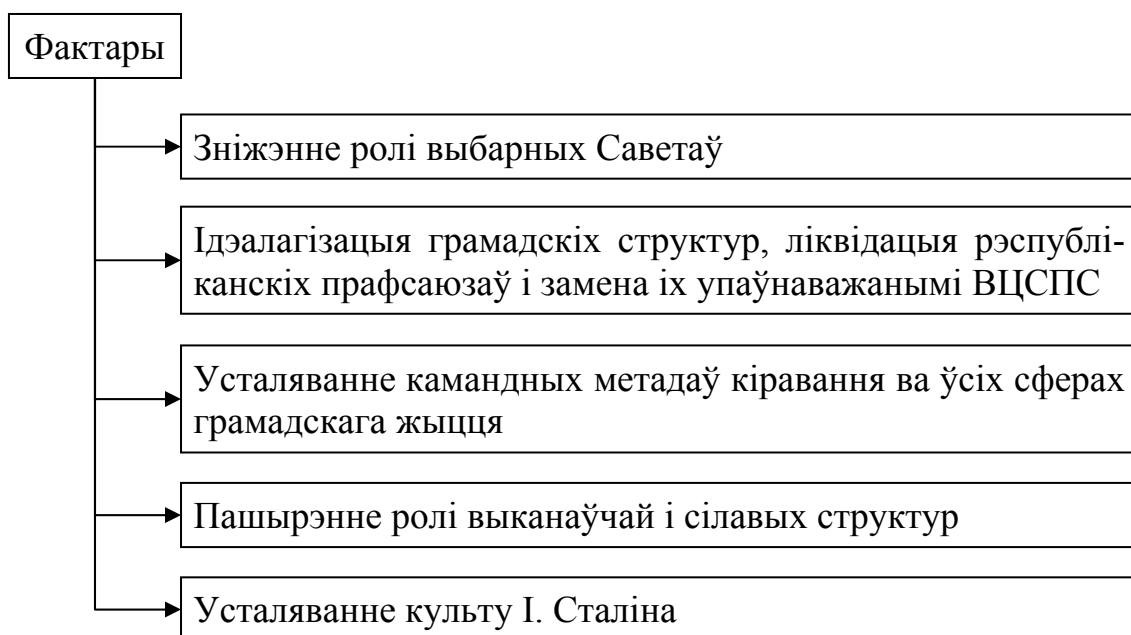 Фактары
Зніжэнне ролі выбарных Саветаў
Ідэалагізацыя грамадскіх структур, ліквідацыя рэспублі-
канскіх прафсаюзаў і замена іх упаўнаважанымі ВЦСПС
Усталяванне камандных метадаў кіравання ва ўсіх сферах
грамадскага жыцця
Пашырэнне ролі выканаўчай і сілавых структур
Усталяванне культу І. Сталіна